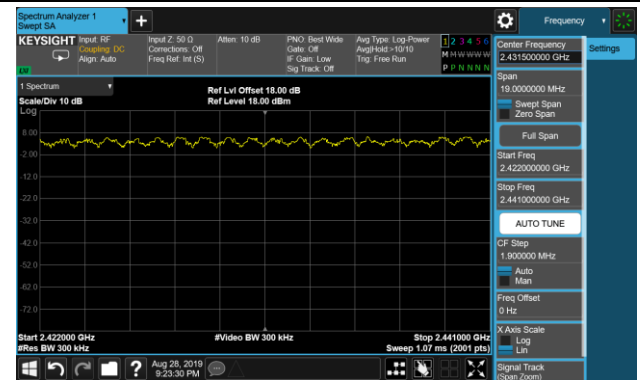 Spectrum Analyzer 1
Swept SA
Frequency
KEYSIGHT
Input: RF
Coupling: DC
Align: Auto
Input Z: 50 Ω
Corrections: Off
Freq Ref: Int (S)
Atten: 10 dB
PNO: Best Wide
Gate: Off
IF Gain: Low
Sig Track: Off
Avg Type: Log-Power
Avg|Hold:>10/10
Trig: Free Run
1 2 3 4 5 6
M W W W W W
P P N N N N
Center Frequency
2.431500000 GHz
Settings
Span
19.0000000 MHz
Swept Span
Zero Span
Full Span
Start Freq
2.422000000 GHz
Stop Freq
2.441000000 GHz
AUTO TUNE
CF Step
1.900000 MHz
Auto
Man
Freq Offset
0 Hz
X Axis Scale
Log
Lin
Signal Track
(Span Zoom)
1 Spectrum
Scale/Div 10 dB
Ref Lvl Offset 18.00 dB
Ref Level 18.00 dBm
Log
8.00
-2.00
-12.0
-22.0
-32.0
-42.0
-52.0
-62.0
-72.0
Start 2.422000 GHz
#Video BW 300 kHz
Stop 2.441000 GHz
#Res BW 300 kHz
Sweep 1.07 ms (2001 pts)
?
Aug 28, 2019
9:23:30 PM